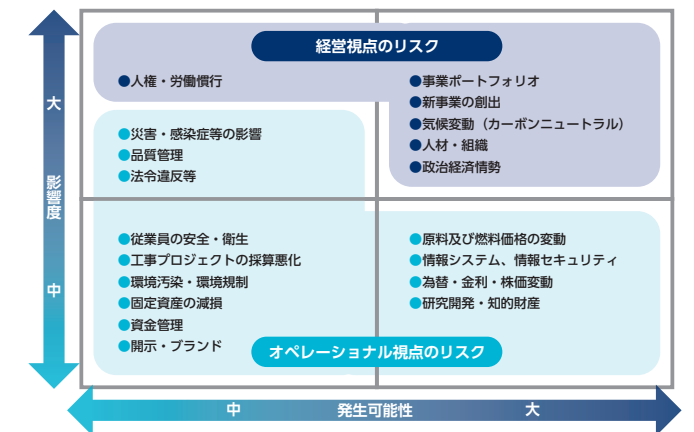 経営視点のリスク
●人権・労働慣行
●事業ポートフォリオ
●新事業の創出
●気候変動（カーボンニュートラル）
●人材・組織
●政治経済情勢
●災害・感染症等の影響
●品質管理
●法令違反等
●従業員の安全・衛生
●工事プロジェクトの採算悪化
●環境汚染・環境規制
●固定資産の減損
●資金管理
●開示・ブランド
●原料及び燃料価格の変動
●情報システム、情報セキュリティ
●為替・金利・株価変動
●研究開発・知的財産
オペレーショナル視点のリスク
大
影響度
中
中
発生可能性
大